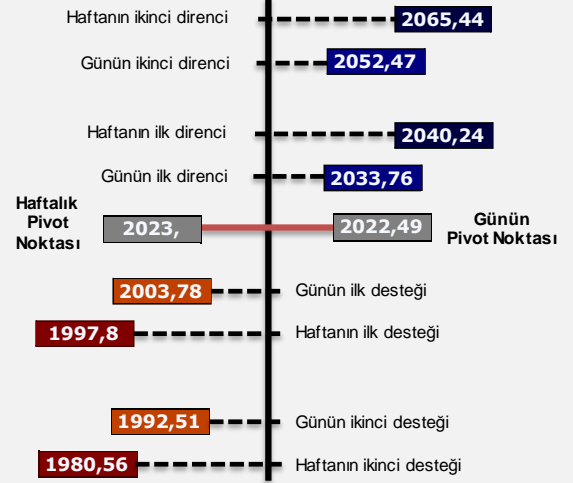 Haftanın ikinci direnci 2065,44
Günün ikinci direnci 2052,47
Haftanın ilk direnci 2040,24
Günün ilk direnci 2033,76
Haftalık
Pivot
Noktası
2023,
2022,49
Günün
Pivot Noktası
2003,78 Günün ilk desteği
1997,8 Haftanın ilk desteği
1992,51 Günün ikinci desteği
1980,56 Haftanın ikinci desteği